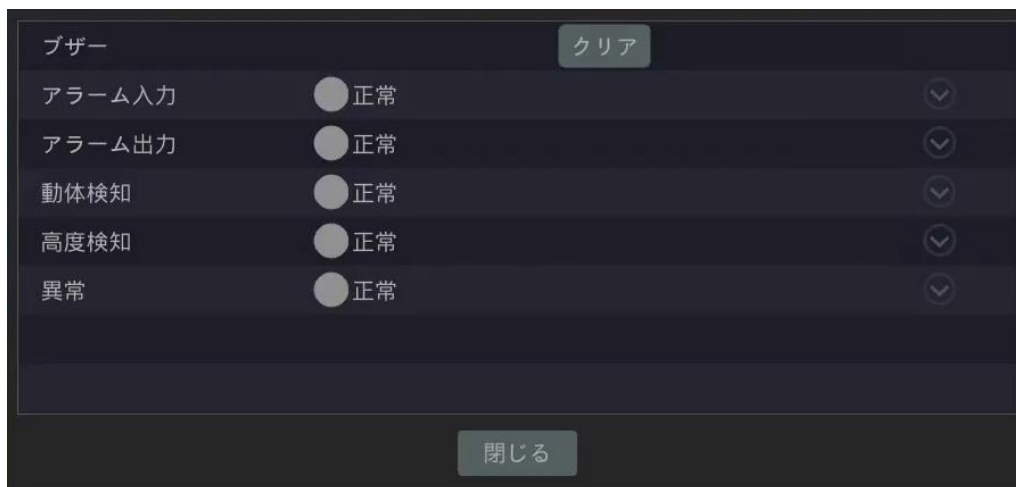 ブザー クリア
アラーム入力 正常
アラーム出力 正常
動体検知 正常
高度検知 正常
異常 正常
閉じる